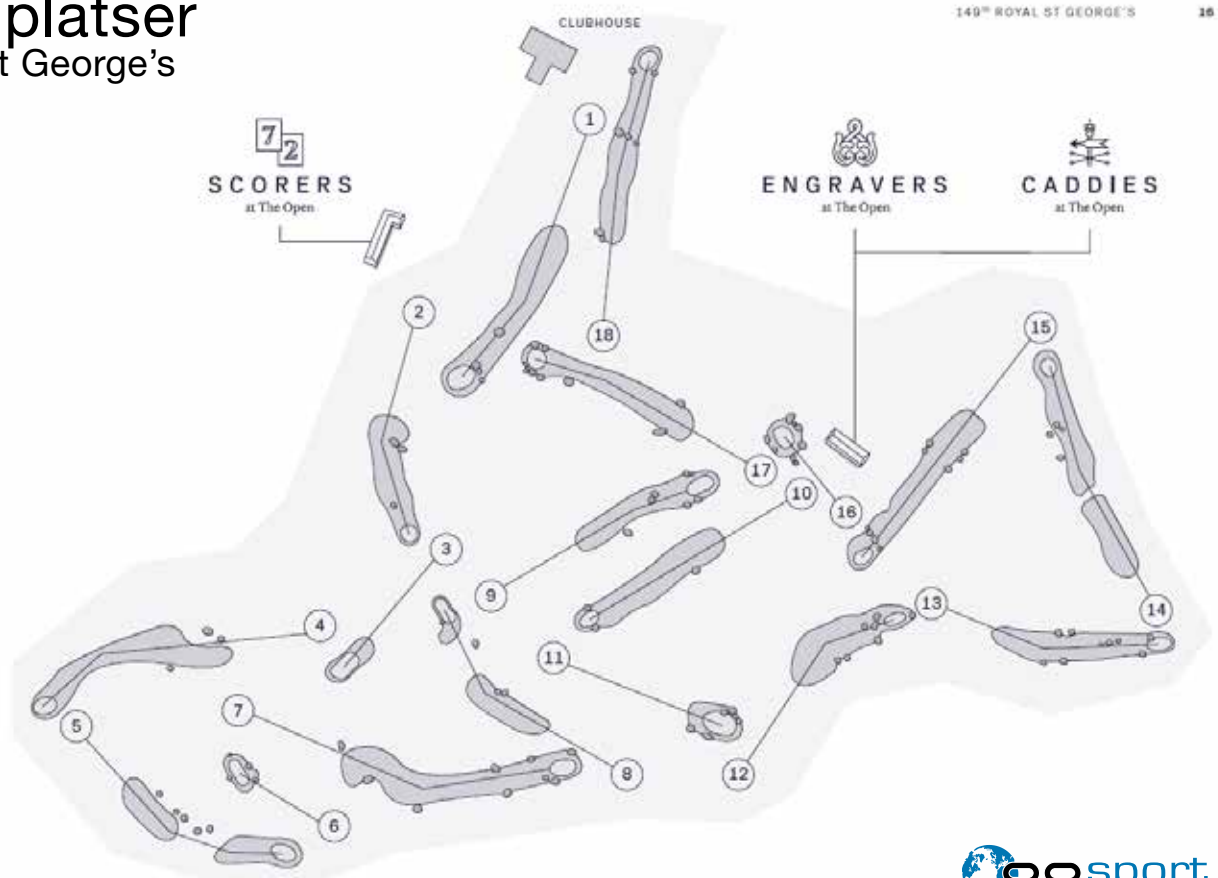 platser
t George's
CLUBHOUSE
149TH ROYAL ST GEORGE'S 16
72
SCORERS
at The Open
ENGRAVERS
at The Open
CADDIES
at The Open
1
2
18
15
17
10
16
3
9
14
13
4
11
7
5
8
12
6
sport